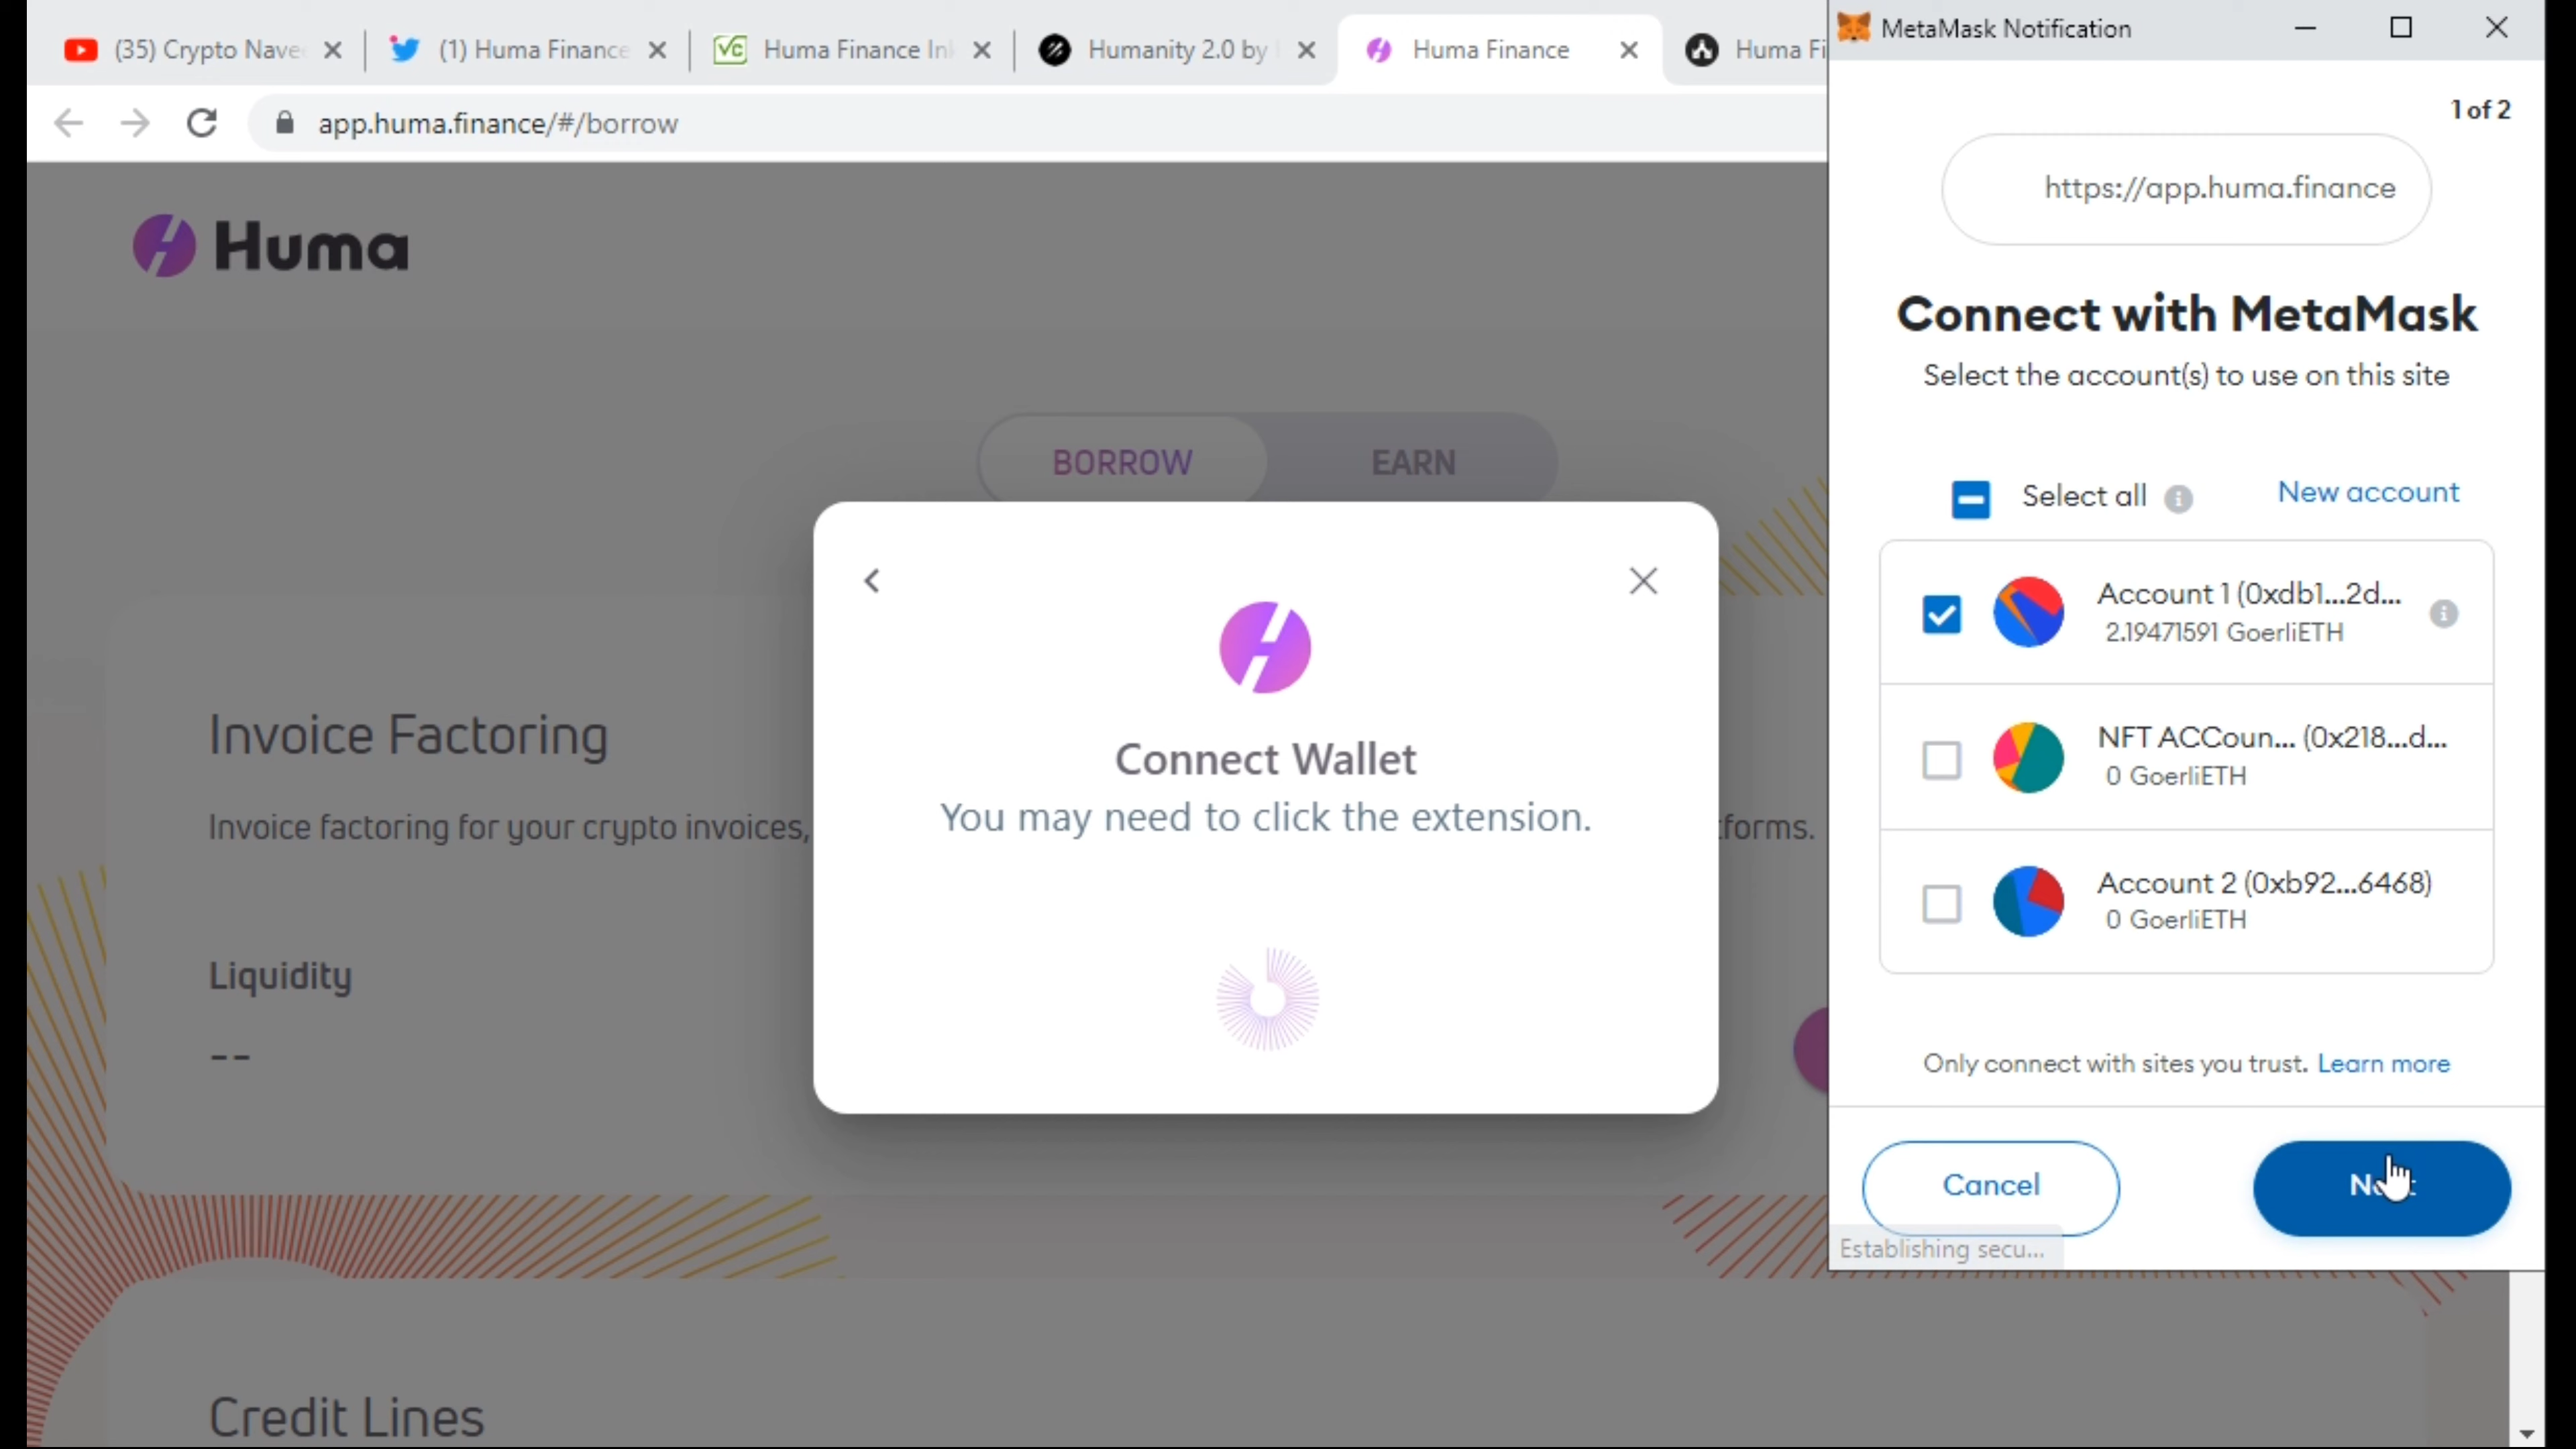 (35) Crypto Nave
(1) Huma Finance
Huma Finance In
Humanity 2.0 by
Huma Finance
Huma Fi
app.huma.finance/#/borrow
Huma
BORROW
EARN
Invoice Factoring
Invoice factoring for your crypto invoices,
Liquidity
--
Credit Lines
Connect Wallet
You may need to click the extension.
MetaMask Notification
1 of 2
https://app.huma.finance
Connect with MetaMask
Select the account(s) to use on this site
Select all
New account
Account 1 (0xdb1...2d...
2.19471591 GoerliETH
NFT ACCoun... (0x218...d...
0 GoerliETH
Account 2 (0xb92...6468)
0 GoerliETH
Only connect with sites you trust. Learn more
Cancel
Establishing secu...